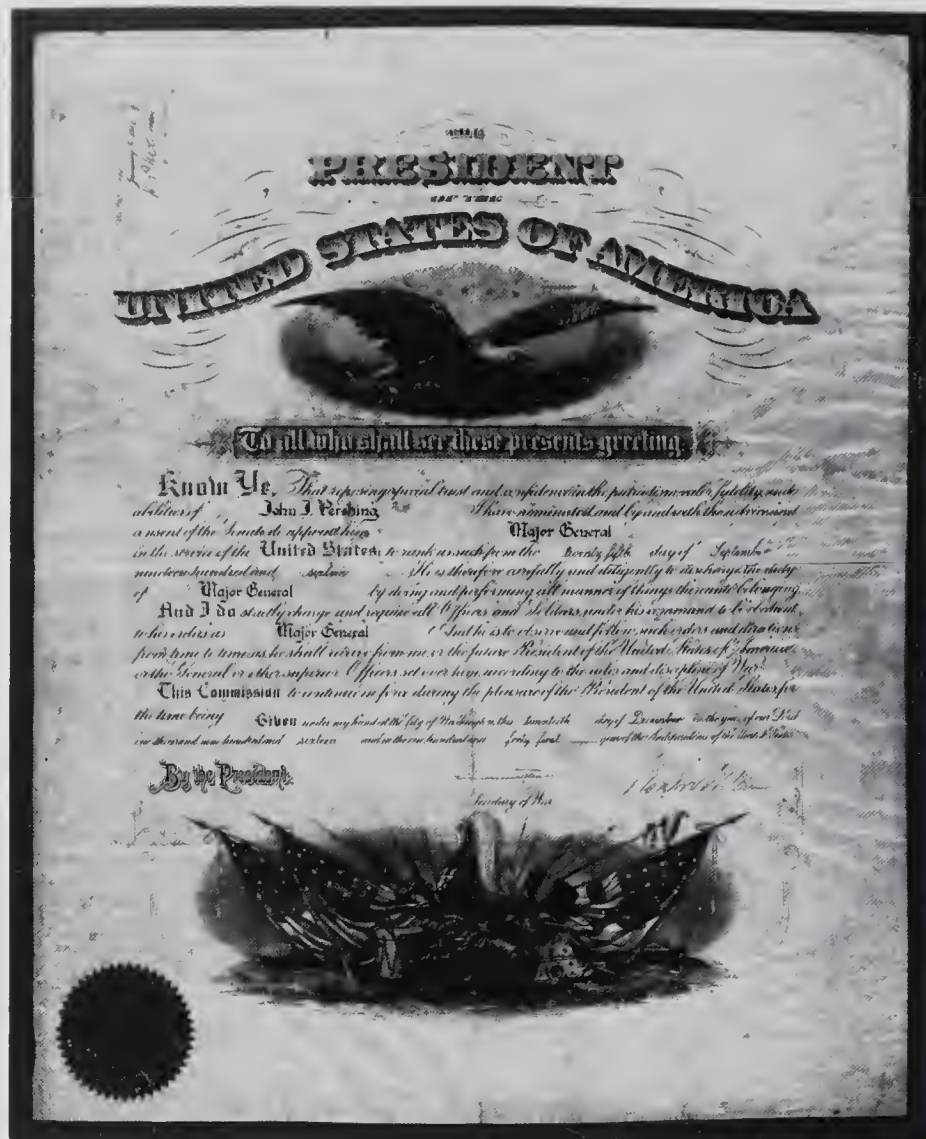 THE
PRESIDENT
OF THE
UNITED STATES OF AMERICA
To all who shall see these presents greeting.
Know Ye, That reposing special trust and confidence in the patriotism valor fidelity and
abilities of John J. Pershing I have nominated and by and with the advice and
consent of the Senate do appoint him Major General
in the service of the United States: to rank as such from the twenty fifth day of September
nineteen hundred and sixteen He is therefore carefully and diligently to discharge the duty
of Major General by doing and performing all manner of things thereunto belonging
And I do strictly charge and require all Officers and Soldiers under his command to be obedient
to his orders as Major General And he is to observe and follow such orders and directions
from time to time as he shall receive from me or the future President of the United States of America
or the General or other superior Officers set over him according to the rules and discipline of War
This Commission to continue in force during the pleasure of the President of the United States for
the time being Given under my hand at the City of Washington this twentieth day of December in the year of our Lord
one thousand nine hundred and sixteen and in the one hundred and forty first year of the Independence of the United States
By the President.
Secretary of War